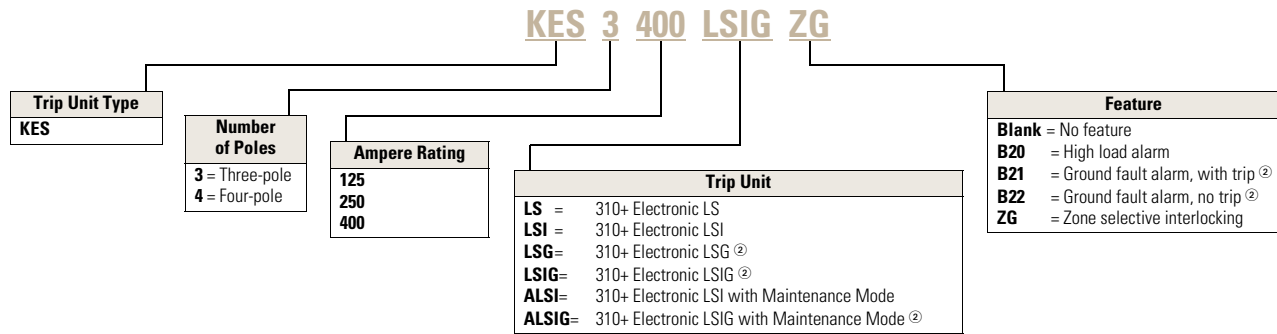 KES 3 400 LSIG ZG
Trip Unit Type
KES
Number
of Poles
3 = Three-pole
4 = Four-pole
Ampere Rating
125
250
400
Trip Unit
LS = 310+ Electronic LS
LSI = 310+ Electronic LSI
LSG= 310+ Electronic LSG ②
LSIG= 310+ Electronic LSIG ②
ALSI= 310+ Electronic LSI with Maintenance Mode
ALSIG= 310+ Electronic LSIG with Maintenance Mode ②
Feature
Blank = No feature
B20 = High load alarm
B21 = Ground fault alarm, with trip ②
B22 = Ground fault alarm, no trip ②
ZG = Zone selective interlocking